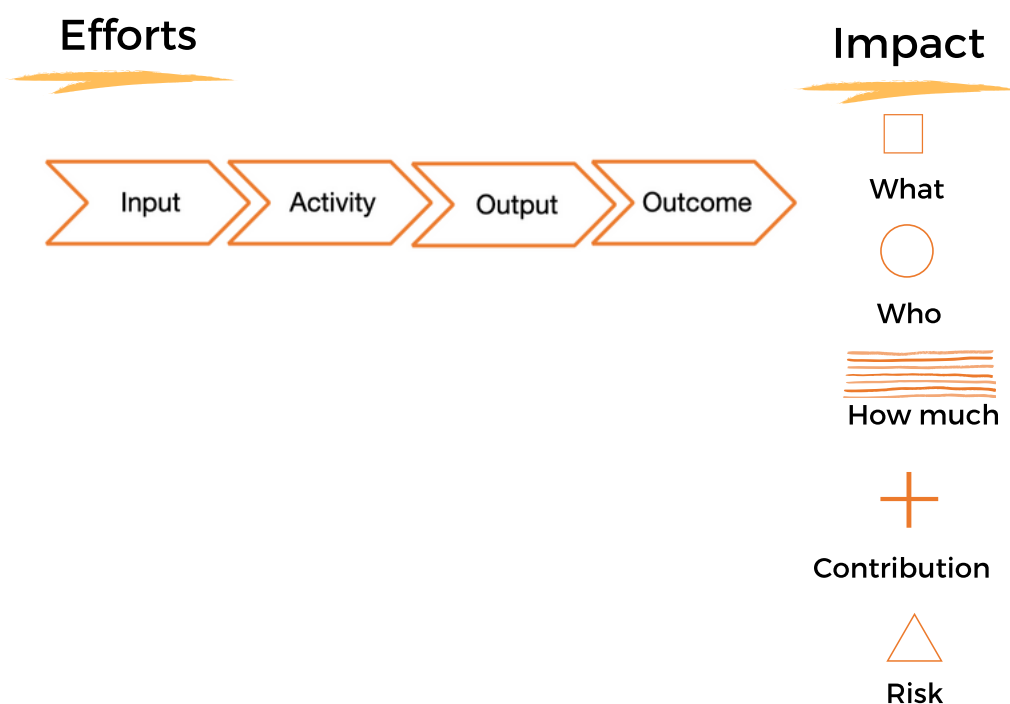 Efforts
Impact
Input
Activity
Output
Outcome
What
Who
How much
Contribution
Risk